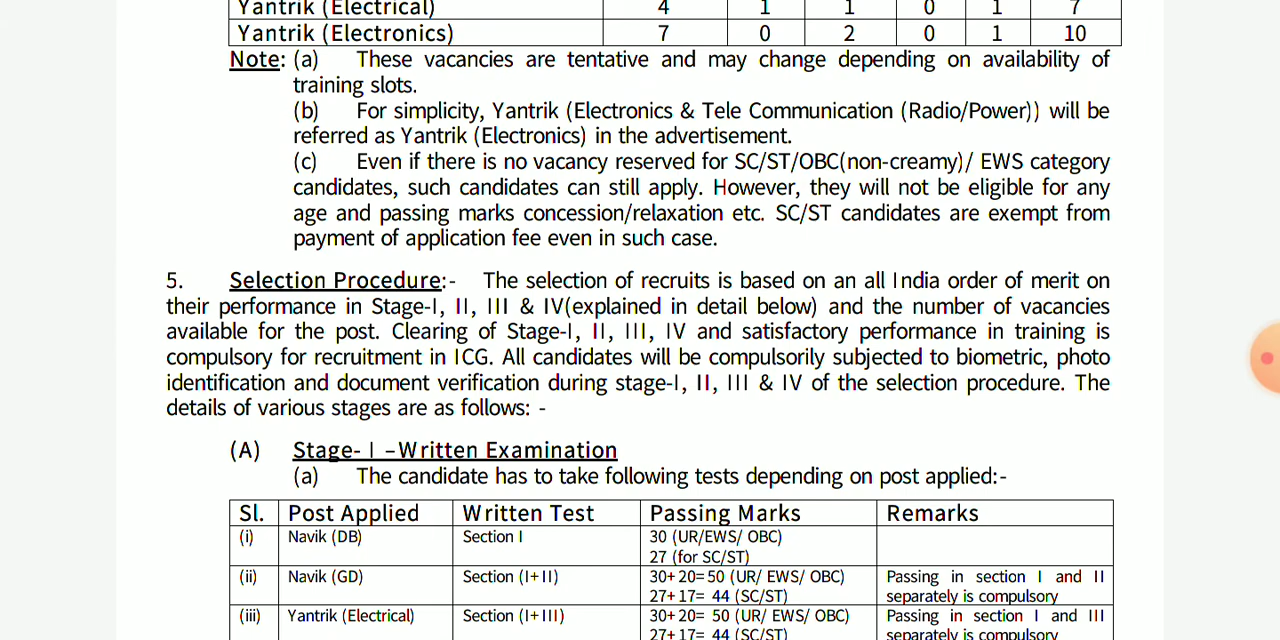 Yantrik (Electrical) 4 1 1 0 1 7
Yantrik (Electronics) 7 0 2 0 1 10
Note: (a) These vacancies are tentative and may change depending on availability of
training slots.
(b) For simplicity, Yantrik (Electronics & Tele Communication (Radio/Power)) will be
referred as Yantrik (Electronics) in the advertisement.
(c) Even if there is no vacancy reserved for SC/ST/OBC(non-creamy)/ EWS category
candidates, such candidates can still apply. However, they will not be eligible for any
age and passing marks concession/relaxation etc. SC/ST candidates are exempt from
payment of application fee even in such case.
5. Selection Procedure:- The selection of recruits is based on an all India order of merit on
their performance in Stage-I, II, III & IV(explained in detail below) and the number of vacancies
available for the post. Clearing of Stage-I, II, III, IV and satisfactory performance in training is
compulsory for recruitment in ICG. All candidates will be compulsorily subjected to biometric, photo
identification and document verification during stage-I, II, III & IV of the selection procedure. The
details of various stages are as follows: -
(A) Stage- I –Written Examination
(a) The candidate has to take following tests depending on post applied:-
Sl. Post Applied Written Test Passing Marks Remarks
(i) Navik (DB) Section I 30 (UR/EWS/ OBC)
27 (for SC/ST)
(ii) Navik (GD) Section (I+II) 30+20=50 (UR/ EWS/ OBC) Passing in section I and II
27+17= 44 (SC/ST) separately is compulsory
(iii) Yantrik (Electrical) Section (I+III) 30+20= 50 (UR/ EWS/ OBC) Passing in section I and III
27+17= 44 (SC/ST) separately is compulsory